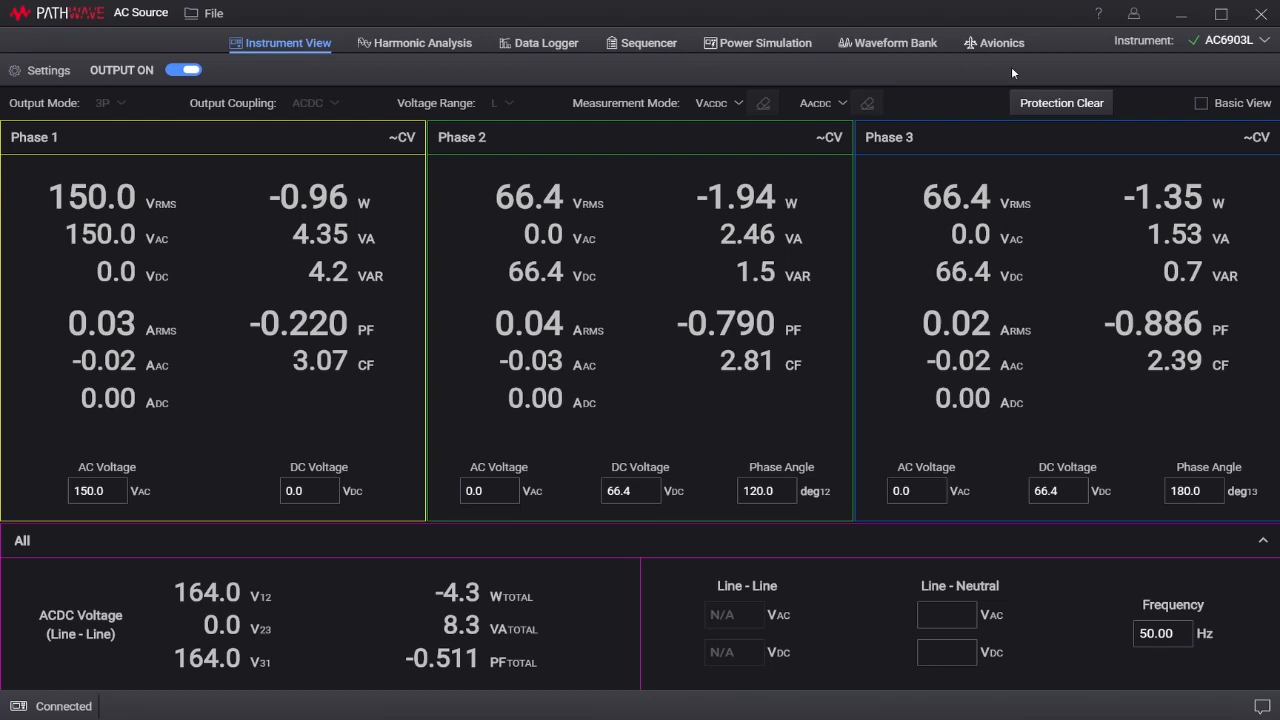 PATHWAVE AC Source File ?
Instrument View Harmonic Analysis Data Logger Sequencer Power Simulation Waveform Bank Avionics Instrument: AC6903L
Settings OUTPUT ON
Output Mode: 3P Output Coupling: ACDC Voltage Range: L Measurement Mode: VACDC AACDC Protection Clear Basic View
Phase 1 ~CV Phase 2 ~CV Phase 3 ~CV
150.0 VRMS -0.96 W 66.4 VRMS -1.94 W 66.4 VRMS -1.35 W
150.0 VAC 4.35 VA 0.0 VAC 2.46 VA 0.0 VAC 1.53 VA
0.0 VDC 4.2 VAR 66.4 VDC 1.5 VAR 66.4 VDC 0.7 VAR
0.03 ARMS -0.220 PF 0.04 ARMS -0.790 PF 0.02 ARMS -0.886 PF
-0.02 AAC 3.07 CF -0.03 AAC 2.81 CF -0.02 AAC 2.39 CF
0.00 ADC 0.00 ADC 0.00 ADC
AC Voltage DC Voltage AC Voltage DC Voltage Phase Angle AC Voltage DC Voltage Phase Angle
150.0 VAC 0.0 VDC 0.0 VAC 66.4 VDC 120.0 deg12 0.0 VAC 66.4 VDC 180.0 deg13
All
ACDC Voltage
(Line - Line)
164.0 V12 -4.3 WTOTAL
0.0 V23 8.3 VATOTAL
164.0 V31 -0.511 PFTOTAL
Line - Line Line - Neutral
N/A VAC VAC
N/A VDC VDC
Frequency
50.00 Hz
Connected